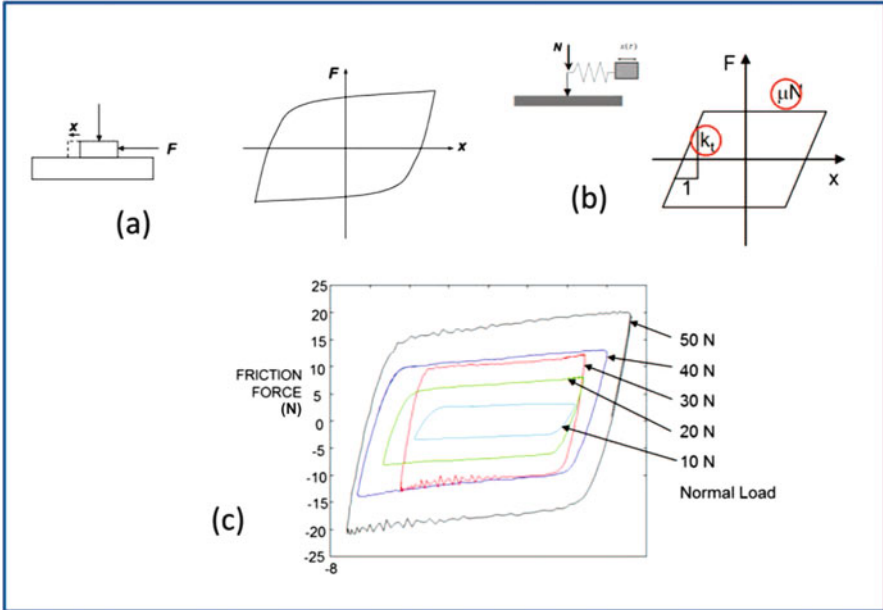 x
F
F
x
(a)
N
x(t)
F
μN
kt
1
x
(b)
25
20
15
10
5
0
-5
-10
-15
-20
-25
-8
FRICTION
FORCE
(N)
50 N
40 N
30 N
20 N
10 N
Normal Load
(c)